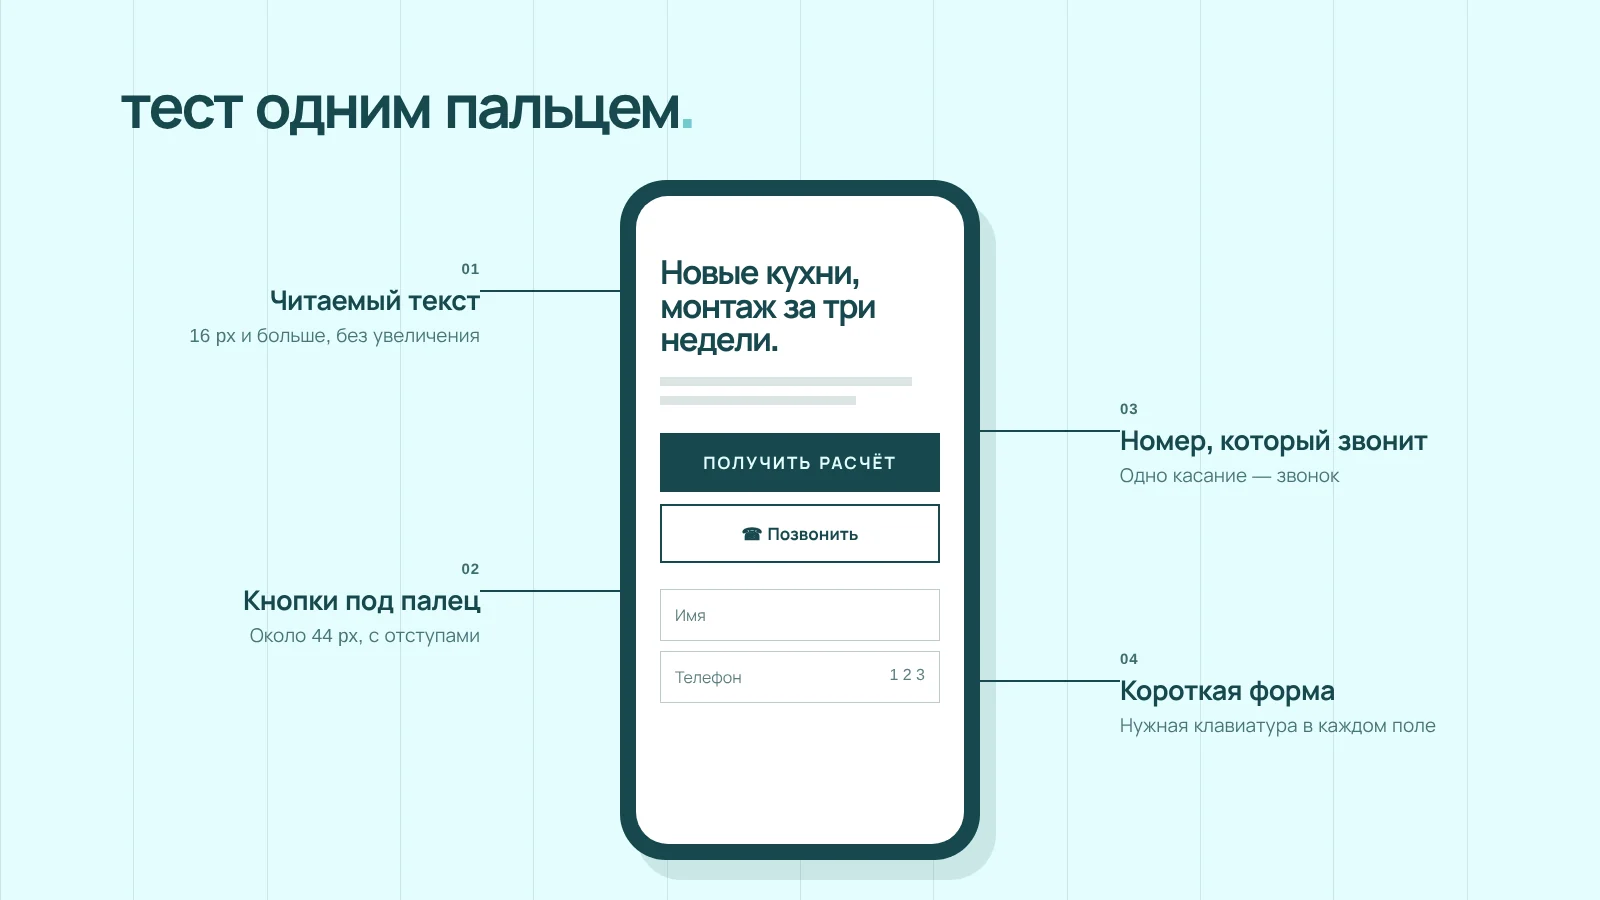 тест одним пальцем.
01
Читаемый текст
16 px и больше, без увеличения
02
Кнопки под палец
Около 44 px, с отступами
Новые кухни,
монтаж за три
недели.
ПОЛУЧИТЬ РАСЧЁТ
☎ Позвонить
Имя
Телефон 1 2 3
03
Номер, который звонит
Одно касание — звонок
04
Короткая форма
Нужная клавиатура в каждом поле